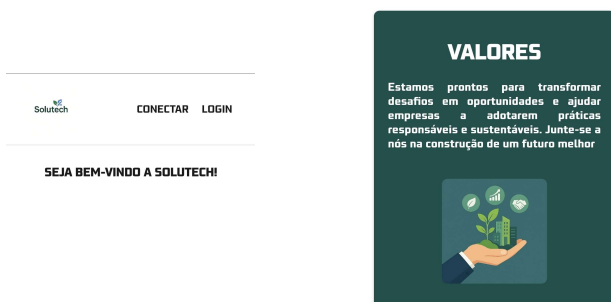 Solutech
CONECTAR LOGIN
SEJA BEM-VINDO A SOLUTECH!
VALORES
Estamos prontos para transformar
desafios em oportunidades e ajudar
empresas a adotarem práticas
responsáveis e sustentáveis. Junte-se a
nós na construção de um futuro melhor